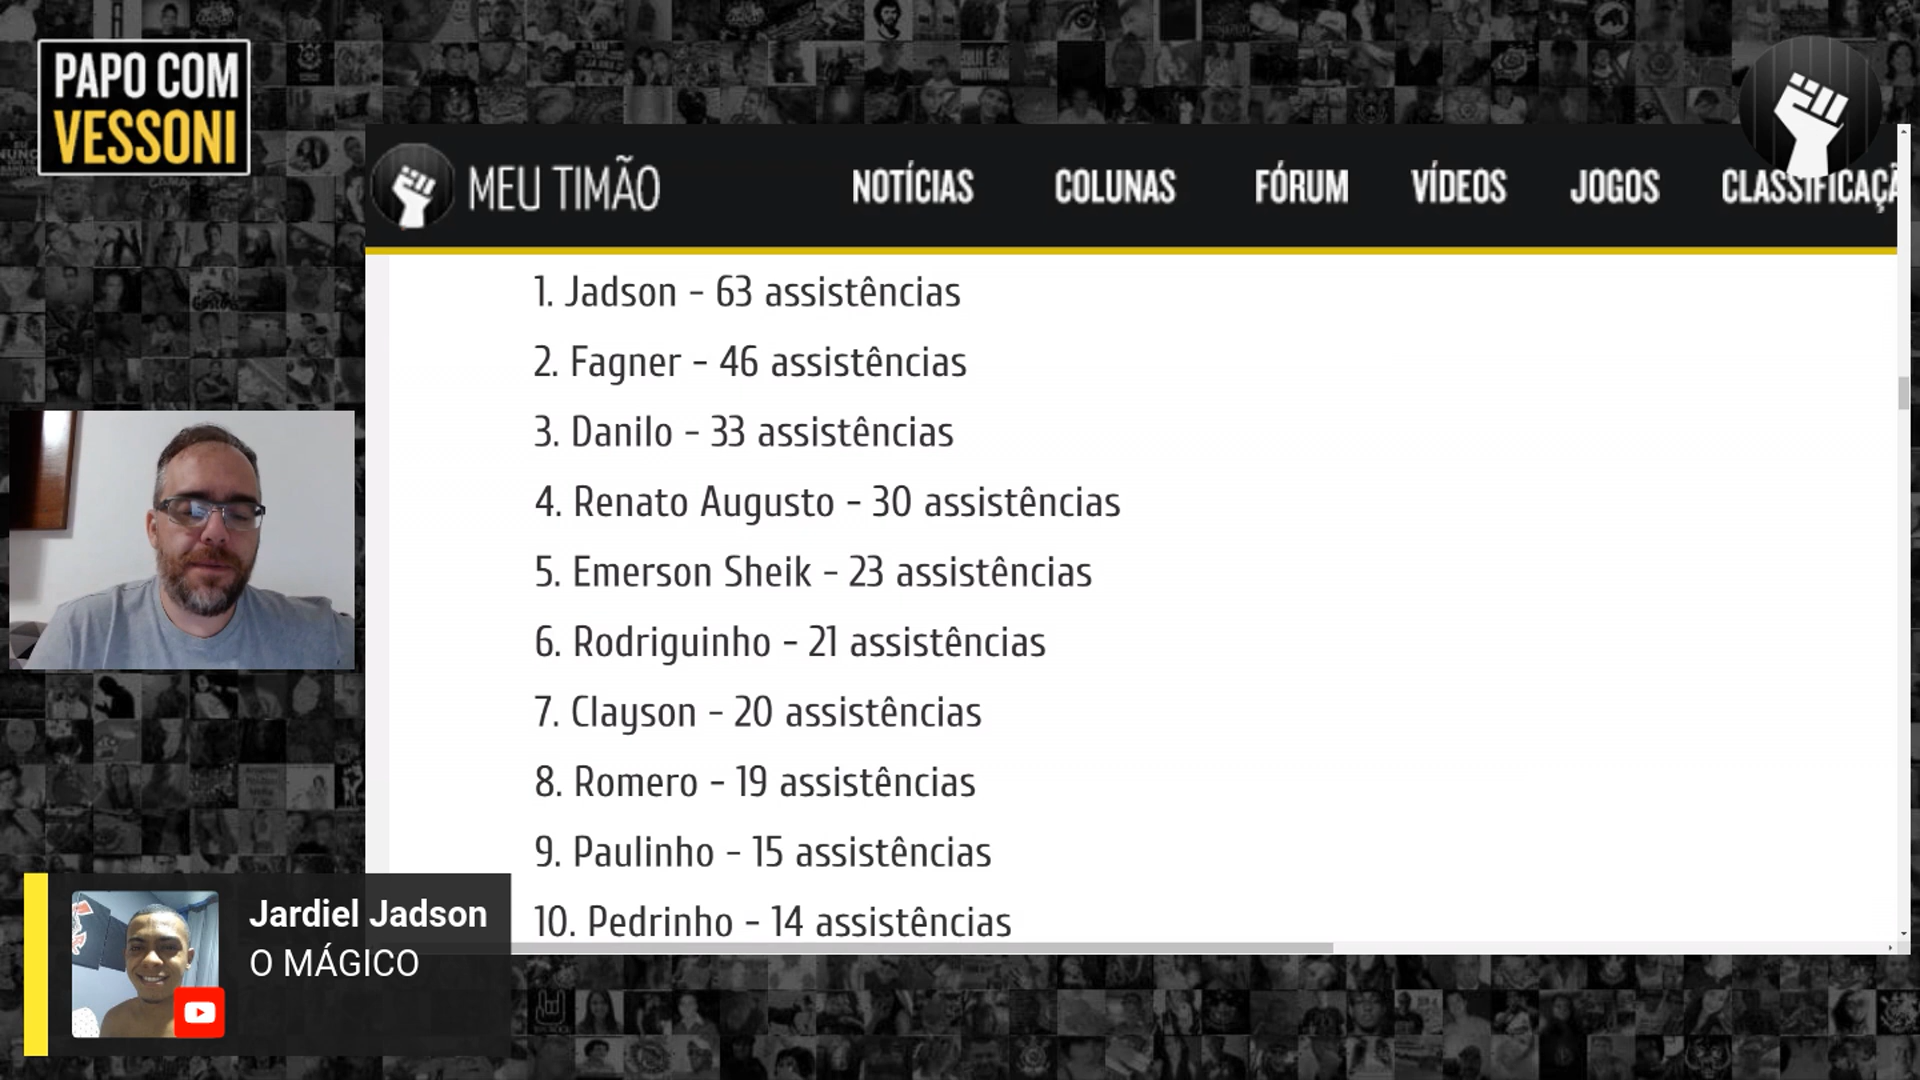 PAPO COM
VESSONI
MEU TIMÃO
NOTÍCIAS
COLUNAS
FÓRUM
VÍDEOS
JOGOS
CLASSIFICAÇÃ
1. Jadson - 63 assistências
2. Fagner - 46 assistências
3. Danilo - 33 assistências
4. Renato Augusto - 30 assistências
5. Emerson Sheik - 23 assistências
6. Rodriguinho - 21 assistências
7. Clayson - 20 assistências
8. Romero - 19 assistências
9. Paulinho - 15 assistências
10. Pedrinho - 14 assistências
Jardiel Jadson
O MÁGICO